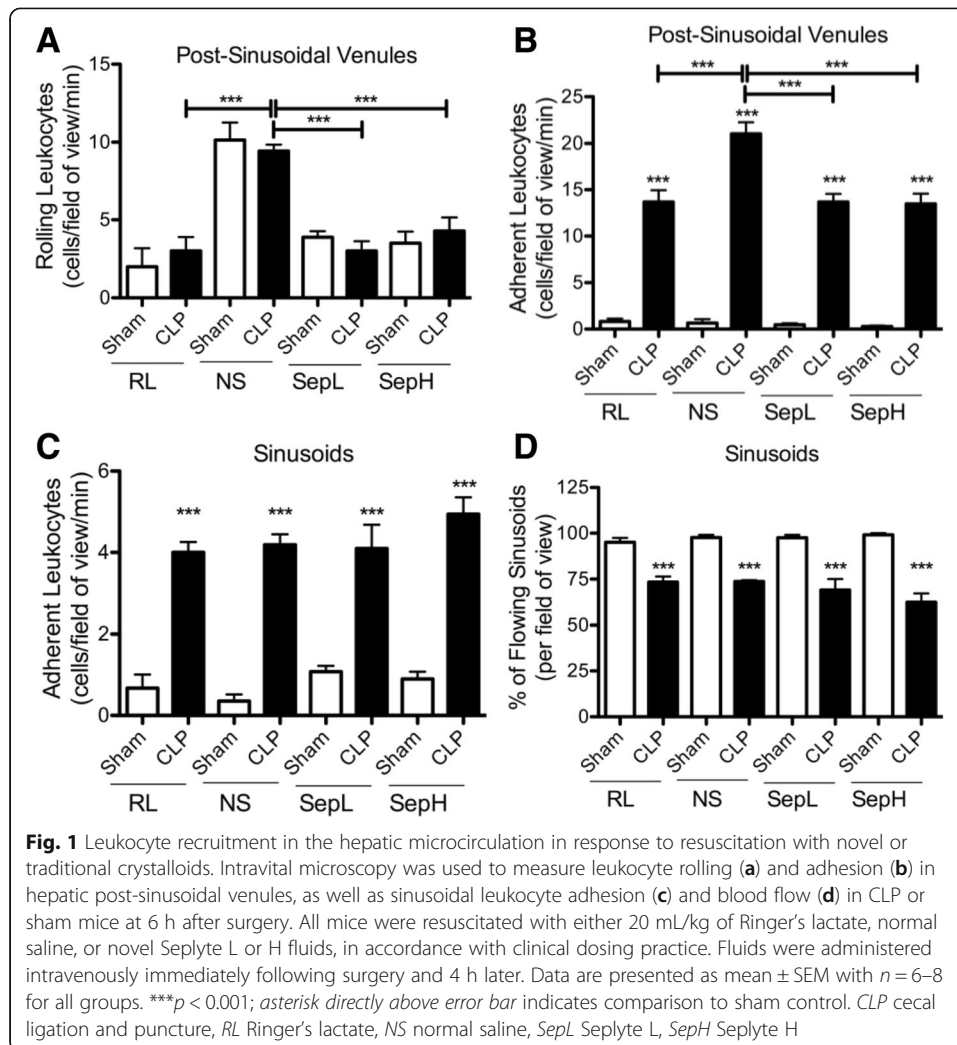 A
Post-Sinusoidal Venules
Rolling Leukocytes
(cells/field of view/min)
15
10
5
0
***
***
***
Sham
CLP
Sham
CLP
Sham
CLP
Sham
CLP
RL
NS
SepL
SepH
B
Post-Sinusoidal Venules
Adherent Leukocytes
(cells/field of view/min)
25
20
15
10
5
0
***
***
***
***
***
***
***
Sham
CLP
Sham
CLP
Sham
CLP
Sham
CLP
RL
NS
SepL
SepH
C
Sinusoids
Adherent Leukocytes
(cells/field of view/min)
6
4
2
0
***
***
***
***
Sham
CLP
Sham
CLP
Sham
CLP
Sham
CLP
RL
NS
SepL
SepH
D
Sinusoids
% of Flowing Sinusoids
(per field of view)
125
100
75
50
25
0
***
***
***
***
Sham
CLP
Sham
CLP
Sham
CLP
Sham
CLP
RL
NS
SepL
SepH
Fig. 1 Leukocyte recruitment in the hepatic microcirculation in response to resuscitation with novel or
traditional crystalloids. Intravital microscopy was used to measure leukocyte rolling (a) and adhesion (b) in
hepatic post-sinusoidal venules, as well as sinusoidal leukocyte adhesion (c) and blood flow (d) in CLP or
sham mice at 6 h after surgery. All mice were resuscitated with either 20 mL/kg of Ringer's lactate, normal
saline, or novel Seplyte L or H fluids, in accordance with clinical dosing practice. Fluids were administered
intravenously immediately following surgery and 4 h later. Data are presented as mean ± SEM with n = 6–8
for all groups. ***p < 0.001; asterisk directly above error bar indicates comparison to sham control. CLP cecal
ligation and puncture, RL Ringer's lactate, NS normal saline, SepL Seplyte L, SepH Seplyte H